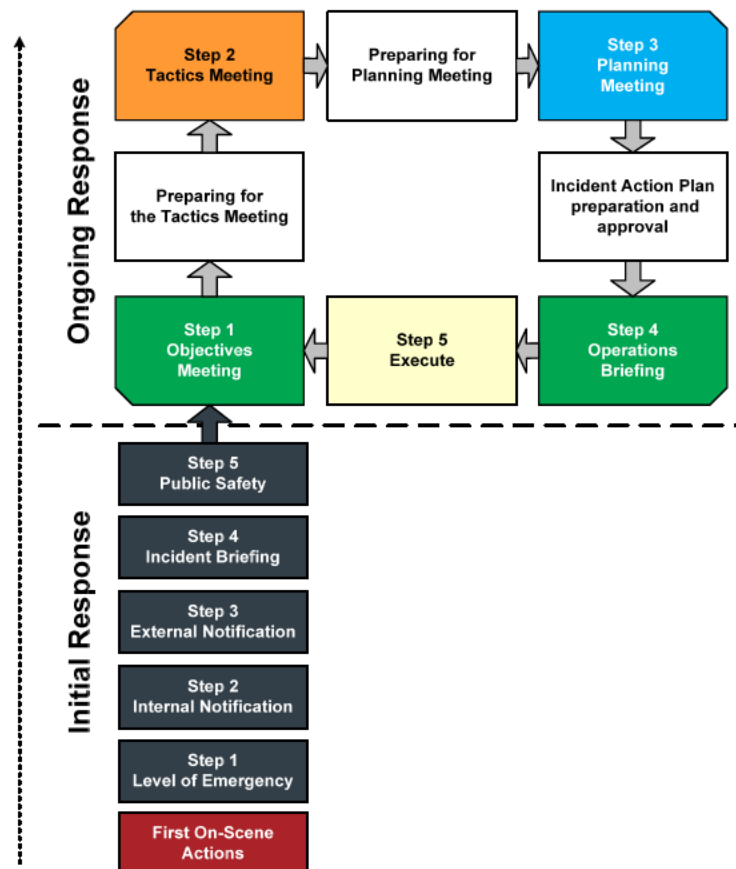 Ongoing Response
Step 2
Tactics Meeting
Preparing for
Planning Meeting
Step 3
Planning
Meeting
Preparing for
the Tactics Meeting
Incident Action Plan
preparation and
approval
Step 1
Objectives
Meeting
Step 5
Execute
Step 4
Operations
Briefing
Initial Response
Step 5
Public Safety
Step 4
Incident Briefing
Step 3
External Notification
Step 2
Internal Notification
Step 1
Level of Emergency
First On-Scene
Actions